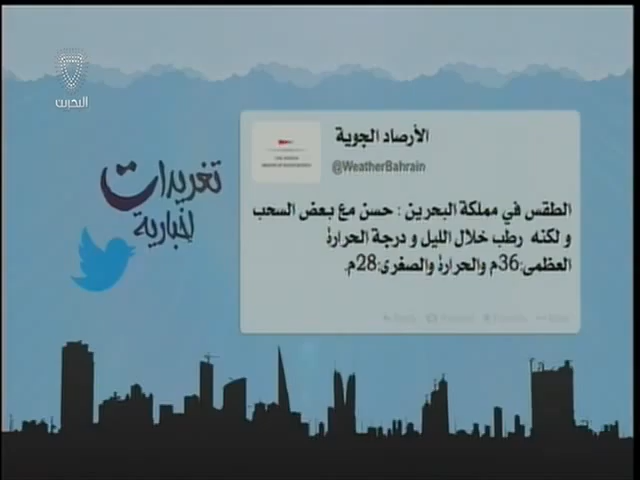 البحرين
تغريدات
إخبارية
الأرصاد الجوية
@WeatherBahrain
الطقس في مملكة البحرين : حسن مع بعض السحب
و لكنه رطب خلال الليل و درجة الحرارة
العظمى:36م والحرارة والصغرى:28م.